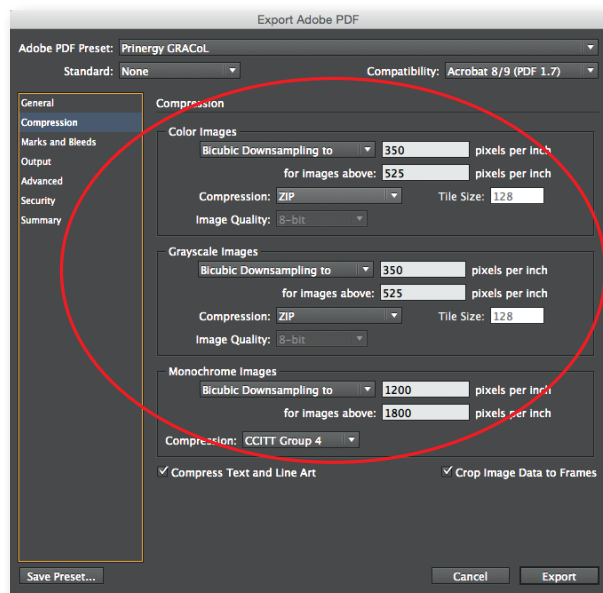 Export Adobe PDF
Adobe PDF Preset: Prinergy GRACoL
Standard: None Compatibility: Acrobat 8/9 (PDF 1.7)
General
Compression
Marks and Bleeds
Output
Advanced
Security
Summary
Compression
Color Images
Bicubic Downsampling to 350 pixels per inch
for images above: 525 pixels per inch
Compression: ZIP Tile Size: 128
Image Quality: 8-bit
Grayscale Images
Bicubic Downsampling to 350 pixels per inch
for images above: 525 pixels per inch
Compression: ZIP Tile Size: 128
Image Quality: 8-bit
Monochrome Images
Bicubic Downsampling to 1200 pixels per inch
for images above: 1800 pixels per inch
Compression: CCITT Group 4
Compress Text and Line Art Crop Image Data to Frames
Save Preset... Cancel Export